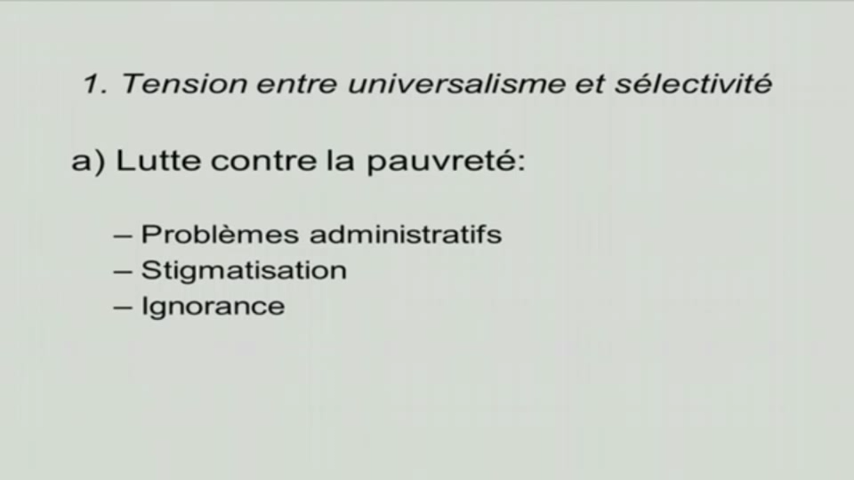 1. Tension entre universalisme et sélectivité
a) Lutte contre la pauvreté:
– Problèmes administratifs
– Stigmatisation
– Ignorance